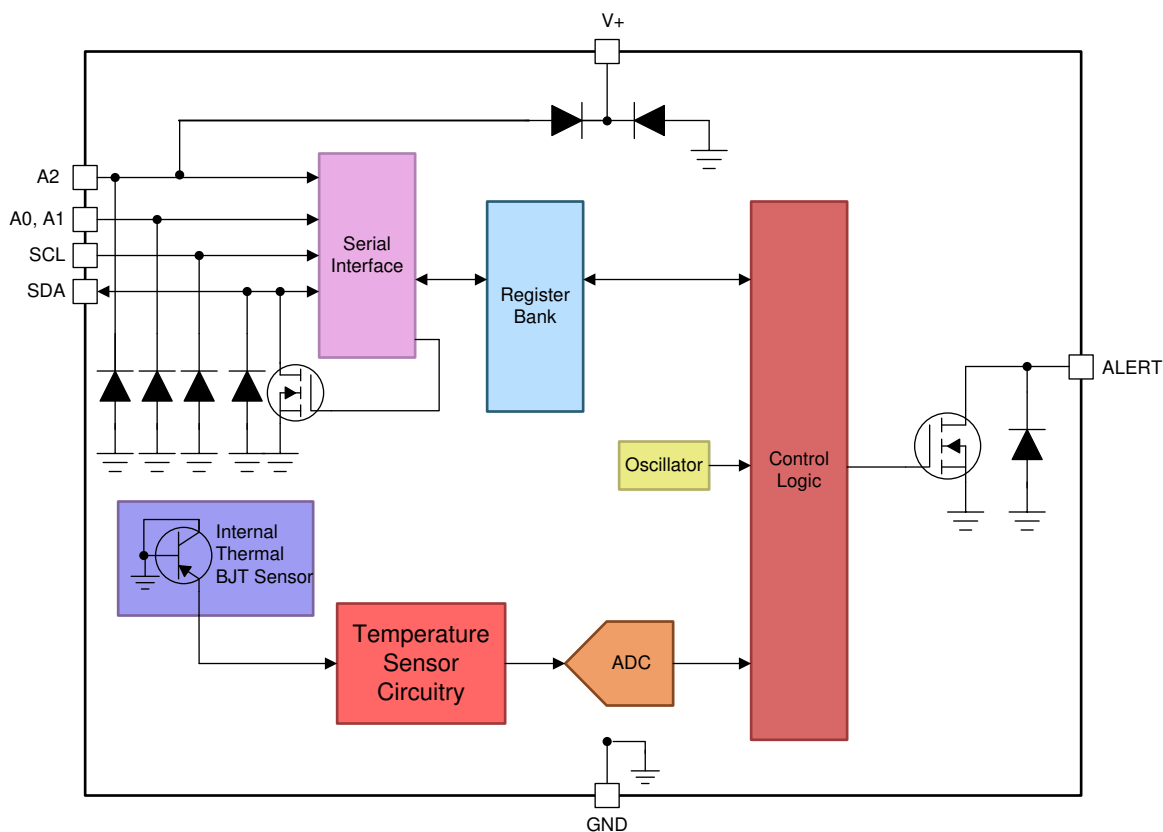 V+
A2
A0, A1
SCL
SDA
Serial
Interface
Register
Bank
ALERT
Oscillator
Control
Logic
Internal
Thermal
BJT Sensor
Temperature
Sensor
Circuitry
ADC
GND